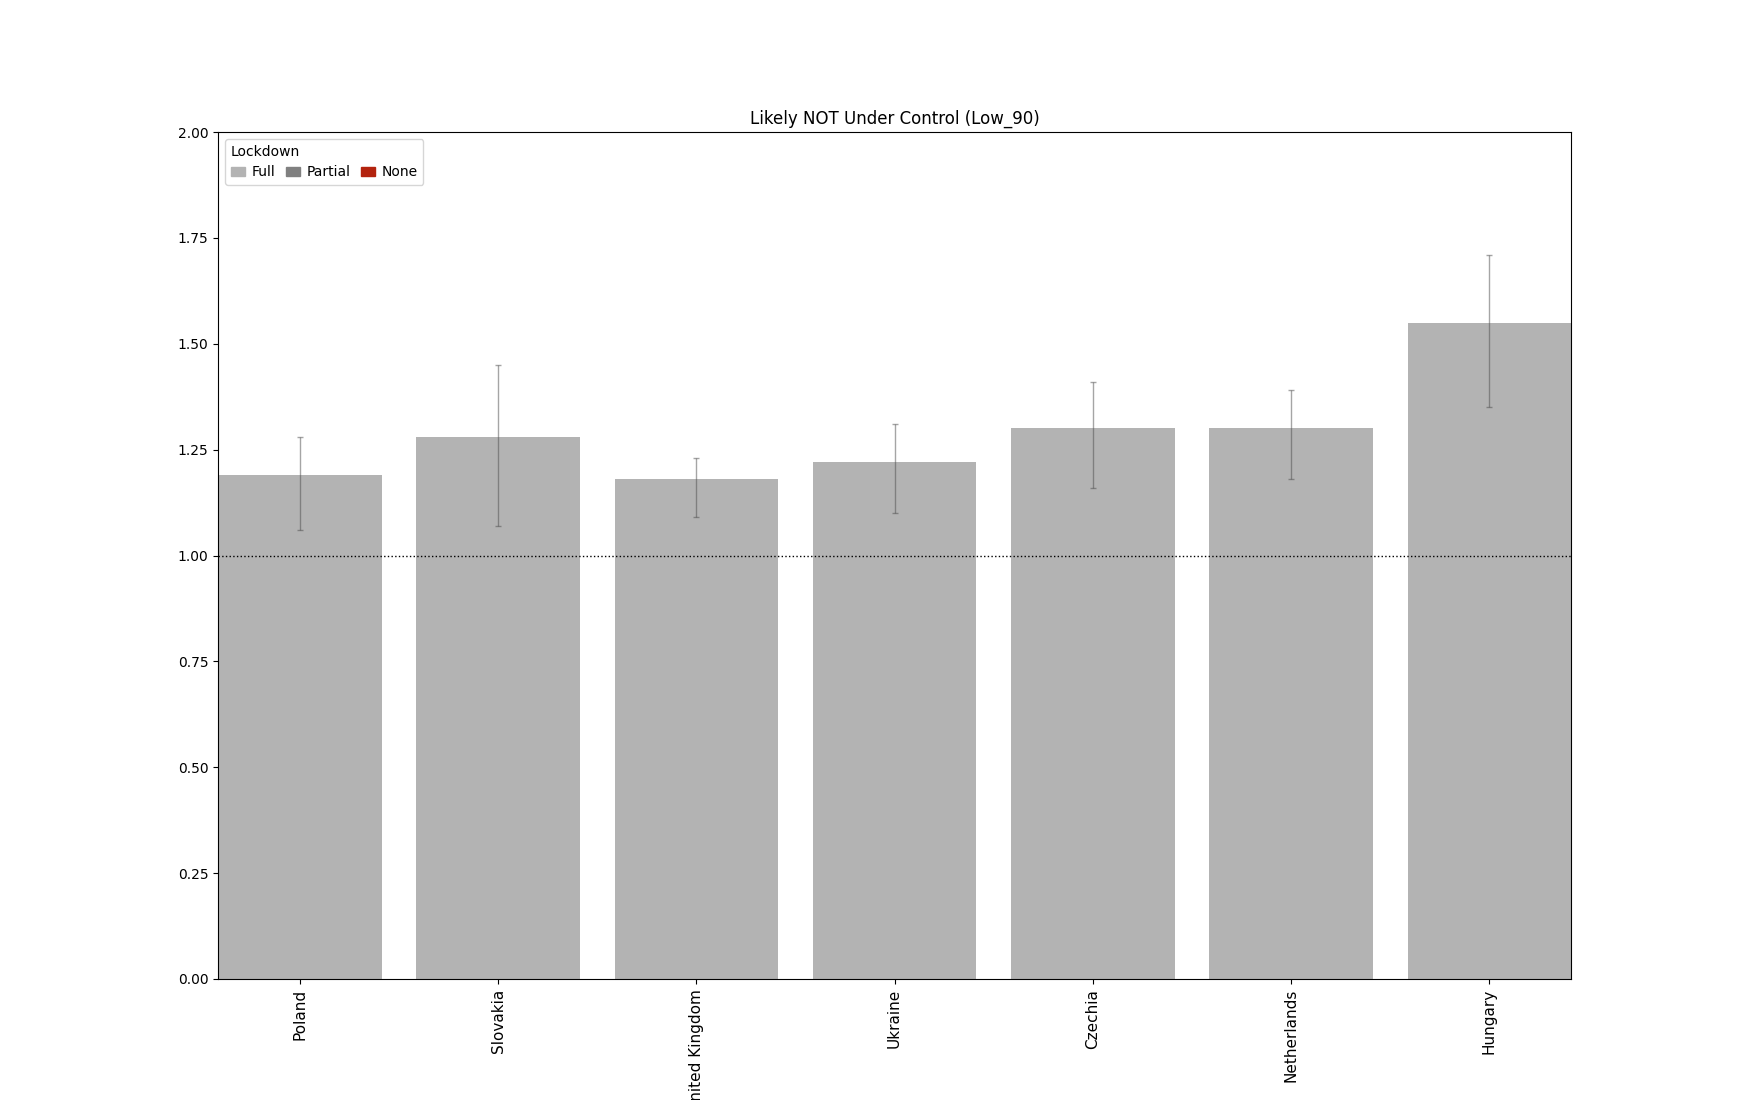 Likely NOT Under Control (Low_90)
2.00
Lockdown
Full Partial None
1.75
1.50
1.25
1.00
0.75
0.50
0.25
0.00
Poland
Slovakia
nited Kingdom
Ukraine
Czechia
Netherlands
Hungary